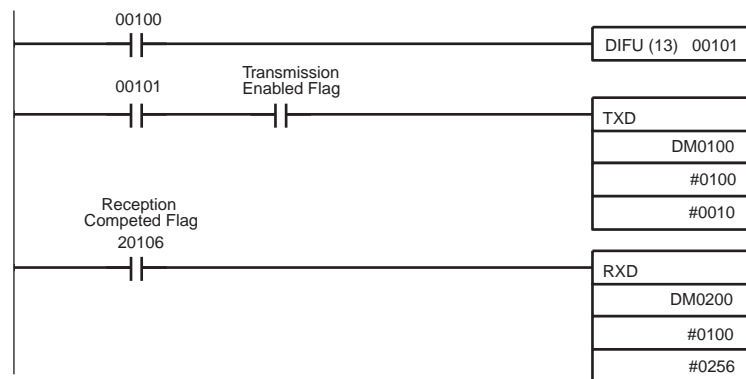 00100
DIFU (13) 00101
00101
Transmission
Enabled Flag
TXD
DM0100
#0100
#0010
Reception
Competed Flag
20106
RXD
DM0200
#0100
#0256